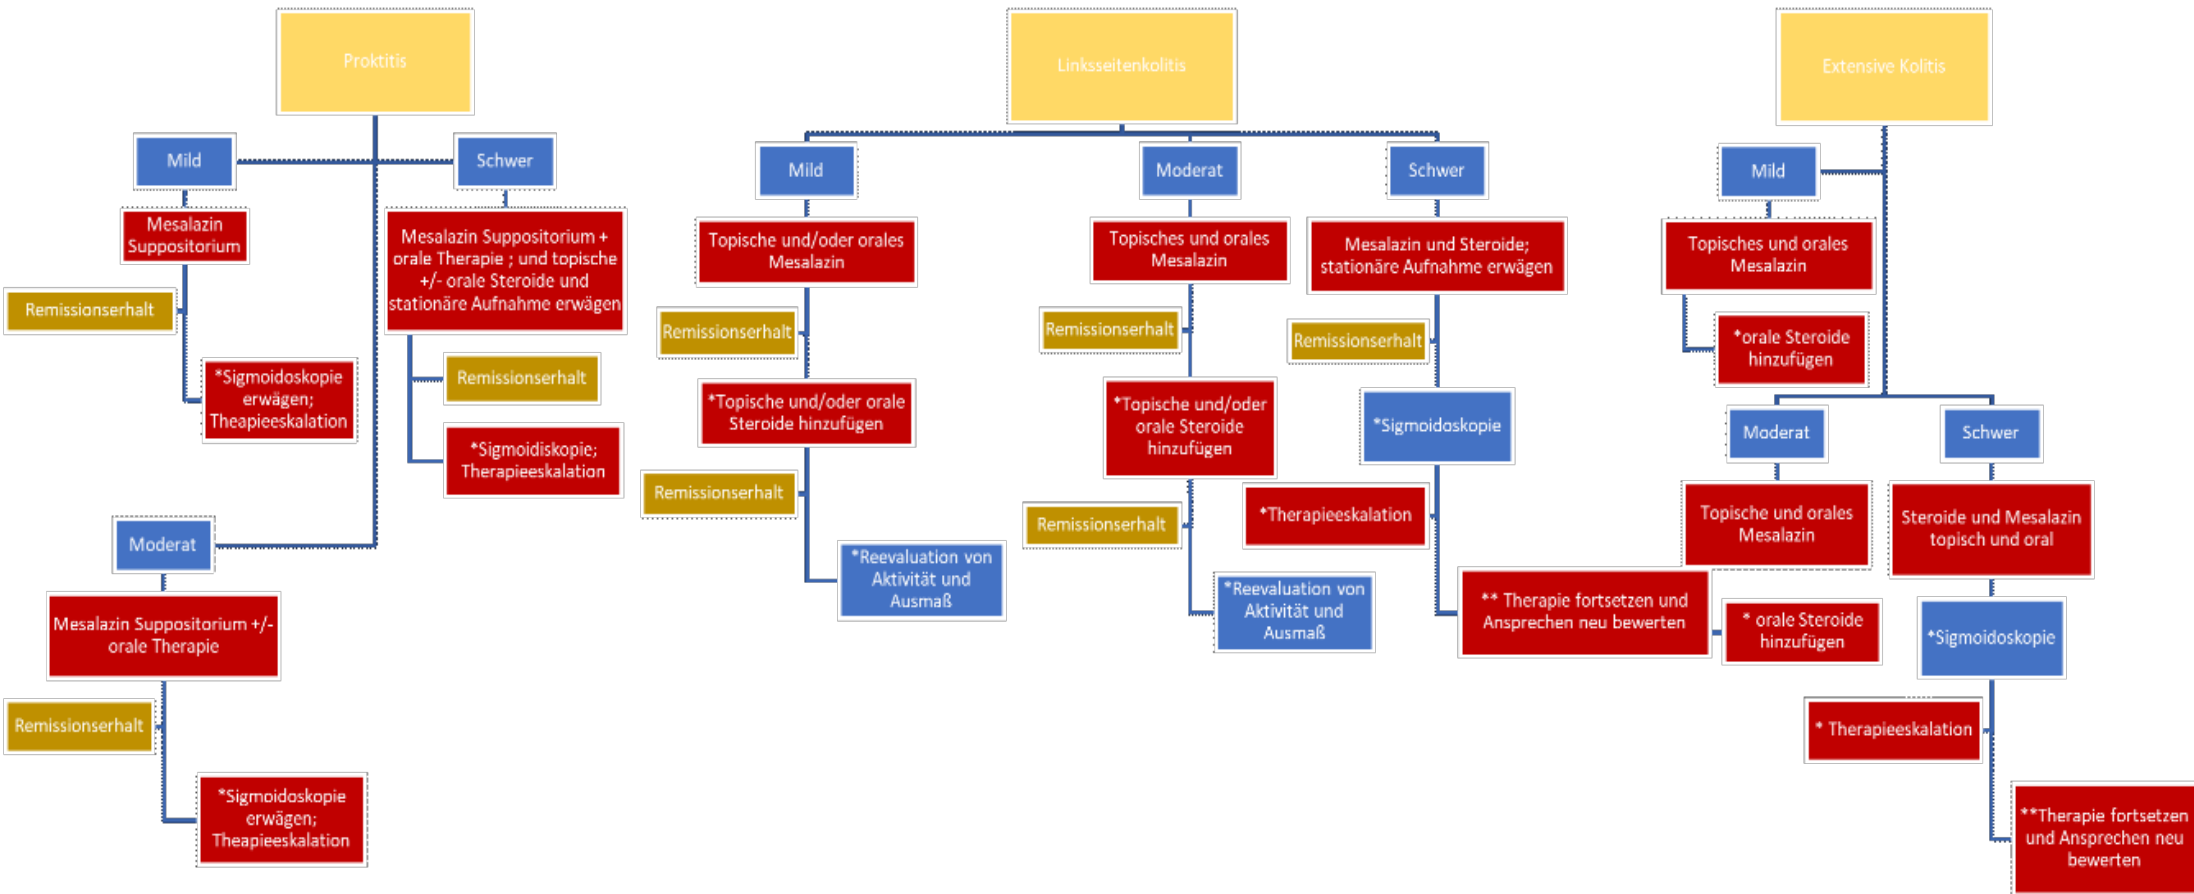 Proktitis
Mild
Schwer
Mesalazin
Suppositorium
Mesalazin Suppositorium +
orale Therapie ; und topische
+/- orale Steroide und
stationäre Aufnahme erwägen
Remissionserhalt
*Sigmoidoskopie
erwägen;
Theapieeskalation
Remissionserhalt
*Sigmoidiskopie;
Therapieeskalation
Moderat
Mesalazin Suppositorium +/-
orale Therapie
Remissionserhalt
*Sigmoidoskopie
erwägen;
Theapieeskalation
Linksseitenkolitis
Mild
Topische und/oder orales
Mesalazin
Remissionserhalt
*Topische und/oder orale
Steroide hinzufügen
Remissionserhalt
*Reevaluation von
Aktivität und
Ausmaß
Moderat
Topisches und orales
Mesalazin
Remissionserhalt
*Topische und/oder
orale Steroide
hinzufügen
Remissionserhalt
*Reevaluation von
Aktivität und
Ausmaß
Schwer
Mesalazin und Steroide;
stationäre Aufnahme erwägen
Remissionserhalt
*Sigmoidoskopie
*Therapieeskalation
** Therapie fortsetzen und
Ansprechen neu bewerten
Extensive Kolitis
Mild
Topisches und orales
Mesalazin
*orale Steroide
hinzufügen
Moderat
Topische und orales
Mesalazin
* orale Steroide
hinzufügen
Schwer
Steroide und Mesalazin
topisch und oral
*Sigmoidoskopie
* Therapieeskalation
**Therapie fortsetzen
und Ansprechen neu
bewerten